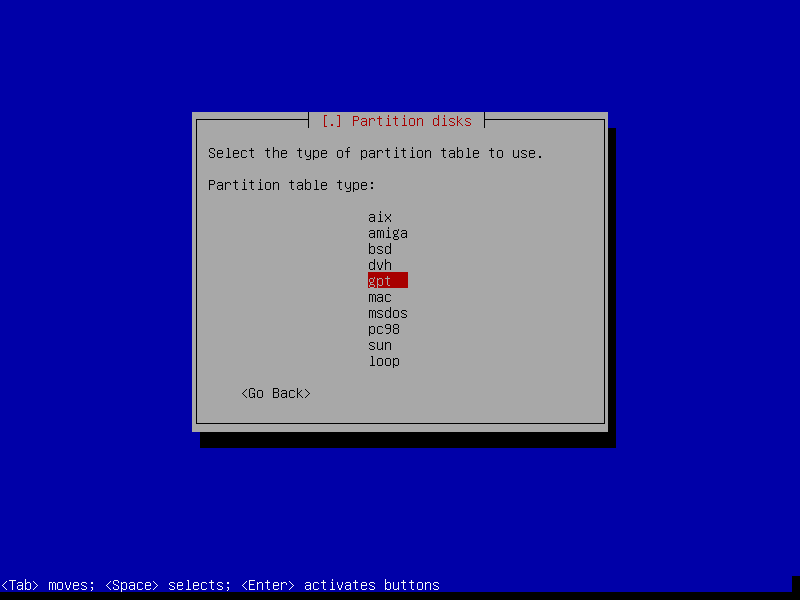 [.] Partition disks
Select the type of partition table to use.
Partition table type:
aix
amiga
bsd
dvh
gpt
mac
msdos
pc98
sun
loop
<Go Back>
<Tab> moves; <Space> selects; <Enter> activates buttons